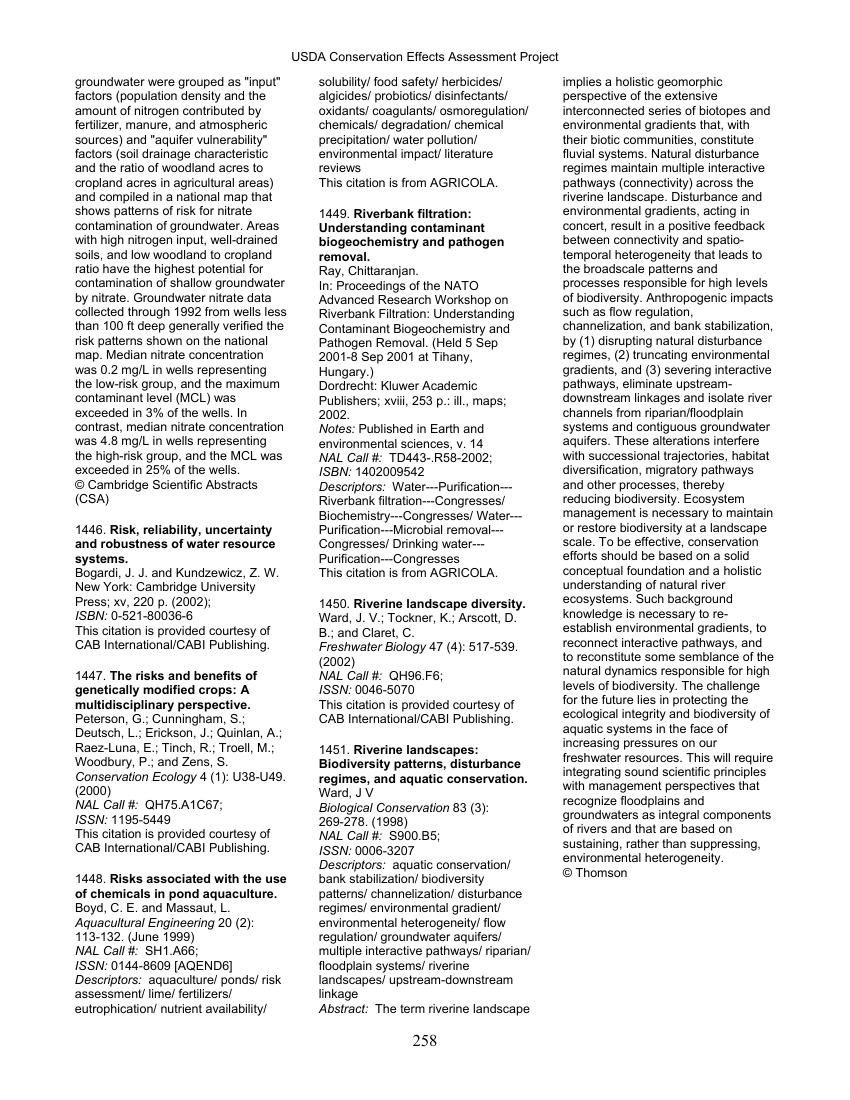 USDA Conservation Effects Assessment Project
groundwater were grouped as "input"
factors (population density and the
amount of nitrogen contributed by
fertilizer, manure, and atmospheric
sources) and "aquifer vulnerability"
factors (soil drainage characteristic
and the ratio of woodland acres to
cropland acres in agricultural areas)
and compiled in a national map that
shows patterns of risk for nitrate
contamination of groundwater. Areas
with high nitrogen input, well-drained
soils, and low woodland to cropland
ratio have the highest potential for
contamination of shallow groundwater
by nitrate. Groundwater nitrate data
collected through 1992 from wells less
than 100 ft deep generally verified the
risk patterns shown on the national
map. Median nitrate concentration
was 0.2 mg/L in wells representing
the low-risk group, and the maximum
contaminant level (MCL) was
exceeded in 3% of the wells. In
contrast, median nitrate concentration
was 4.8 mg/L in wells representing
the high-risk group, and the MCL was
exceeded in 25% of the wells.
© Cambridge Scientific Abstracts
(CSA)
1446. Risk, reliability, uncertainty
and robustness of water resource
systems.
Bogardi, J. J. and Kundzewicz, Z. W.
New York: Cambridge University
Press; xv, 220 p. (2002);
ISBN: 0-521-80036-6
This citation is provided courtesy of
CAB International/CABI Publishing.
1447. The risks and benefits of
genetically modified crops: A
multidisciplinary perspective.
Peterson, G.; Cunningham, S.;
Deutsch, L.; Erickson, J.; Quinlan, A.;
Raez-Luna, E.; Tinch, R.; Troell, M.;
Woodbury, P.; and Zens, S.
Conservation Ecology 4 (1): U38-U49.
(2000)
NAL Call #: QH75.A1C67;
ISSN: 1195-5449
This citation is provided courtesy of
CAB International/CABI Publishing.
1448. Risks associated with the use
of chemicals in pond aquaculture.
Boyd, C. E. and Massaut, L.
Aquacultural Engineering 20 (2):
113-132. (June 1999)
NAL Call #: SH1.A66;
ISSN: 0144-8609 [AQEND6]
Descriptors: aquaculture/ ponds/ risk
assessment/ lime/ fertilizers/
eutrophication/ nutrient availability/
solubility/ food safety/ herbicides/
algicides/ probiotics/ disinfectants/
oxidants/ coagulants/ osmoregulation/
chemicals/ degradation/ chemical
precipitation/ water pollution/
environmental impact/ literature
reviews
This citation is from AGRICOLA.
1449. Riverbank filtration:
Understanding contaminant
biogeochemistry and pathogen
removal.
Ray, Chittaranjan.
In: Proceedings of the NATO
Advanced Research Workshop on
Riverbank Filtration: Understanding
Contaminant Biogeochemistry and
Pathogen Removal. (Held 5 Sep
2001-8 Sep 2001 at Tihany,
Hungary.)
Dordrecht: Kluwer Academic
Publishers; xviii, 253 p.: ill., maps;
2002.
Notes: Published in Earth and
environmental sciences, v. 14
NAL Call #: TD443-.R58-2002;
ISBN: 1402009542
Descriptors: Water---Purification---
Riverbank filtration---Congresses/
Biochemistry---Congresses/ Water---
Purification---Microbial removal---
Congresses/ Drinking water---
Purification---Congresses
This citation is from AGRICOLA.
1450. Riverine landscape diversity.
Ward, J. V.; Tockner, K.; Arscott, D.
B.; and Claret, C.
Freshwater Biology 47 (4): 517-539.
(2002)
NAL Call #: QH96.F6;
ISSN: 0046-5070
This citation is provided courtesy of
CAB International/CABI Publishing.
1451. Riverine landscapes:
Biodiversity patterns, disturbance
regimes, and aquatic conservation.
Ward, J V
Biological Conservation 83 (3):
269-278. (1998)
NAL Call #: S900.B5;
ISSN: 0006-3207
Descriptors: aquatic conservation/
bank stabilization/ biodiversity
patterns/ channelization/ disturbance
regimes/ environmental gradient/
environmental heterogeneity/ flow
regulation/ groundwater aquifers/
multiple interactive pathways/ riparian/
floodplain systems/ riverine
landscapes/ upstream-downstream
linkage
Abstract: The term riverine landscape
implies a holistic geomorphic
perspective of the extensive
interconnected series of biotopes and
environmental gradients that, with
their biotic communities, constitute
fluvial systems. Natural disturbance
regimes maintain multiple interactive
pathways (connectivity) across the
riverine landscape. Disturbance and
environmental gradients, acting in
concert, result in a positive feedback
between connectivity and spatio-
temporal heterogeneity that leads to
the broadscale patterns and
processes responsible for high levels
of biodiversity. Anthropogenic impacts
such as flow regulation,
channelization, and bank stabilization,
by (1) disrupting natural disturbance
regimes, (2) truncating environmental
gradients, and (3) severing interactive
pathways, eliminate upstream-
downstream linkages and isolate river
channels from riparian/floodplain
systems and contiguous groundwater
aquifers. These alterations interfere
with successional trajectories, habitat
diversification, migratory pathways
and other processes, thereby
reducing biodiversity. Ecosystem
management is necessary to maintain
or restore biodiversity at a landscape
scale. To be effective, conservation
efforts should be based on a solid
conceptual foundation and a holistic
understanding of natural river
ecosystems. Such background
knowledge is necessary to re-
establish environmental gradients, to
reconnect interactive pathways, and
to reconstitute some semblance of the
natural dynamics responsible for high
levels of biodiversity. The challenge
for the future lies in protecting the
ecological integrity and biodiversity of
aquatic systems in the face of
increasing pressures on our
freshwater resources. This will require
integrating sound scientific principles
with management perspectives that
recognize floodplains and
groundwaters as integral components
of rivers and that are based on
sustaining, rather than suppressing,
environmental heterogeneity.
© Thomson
258